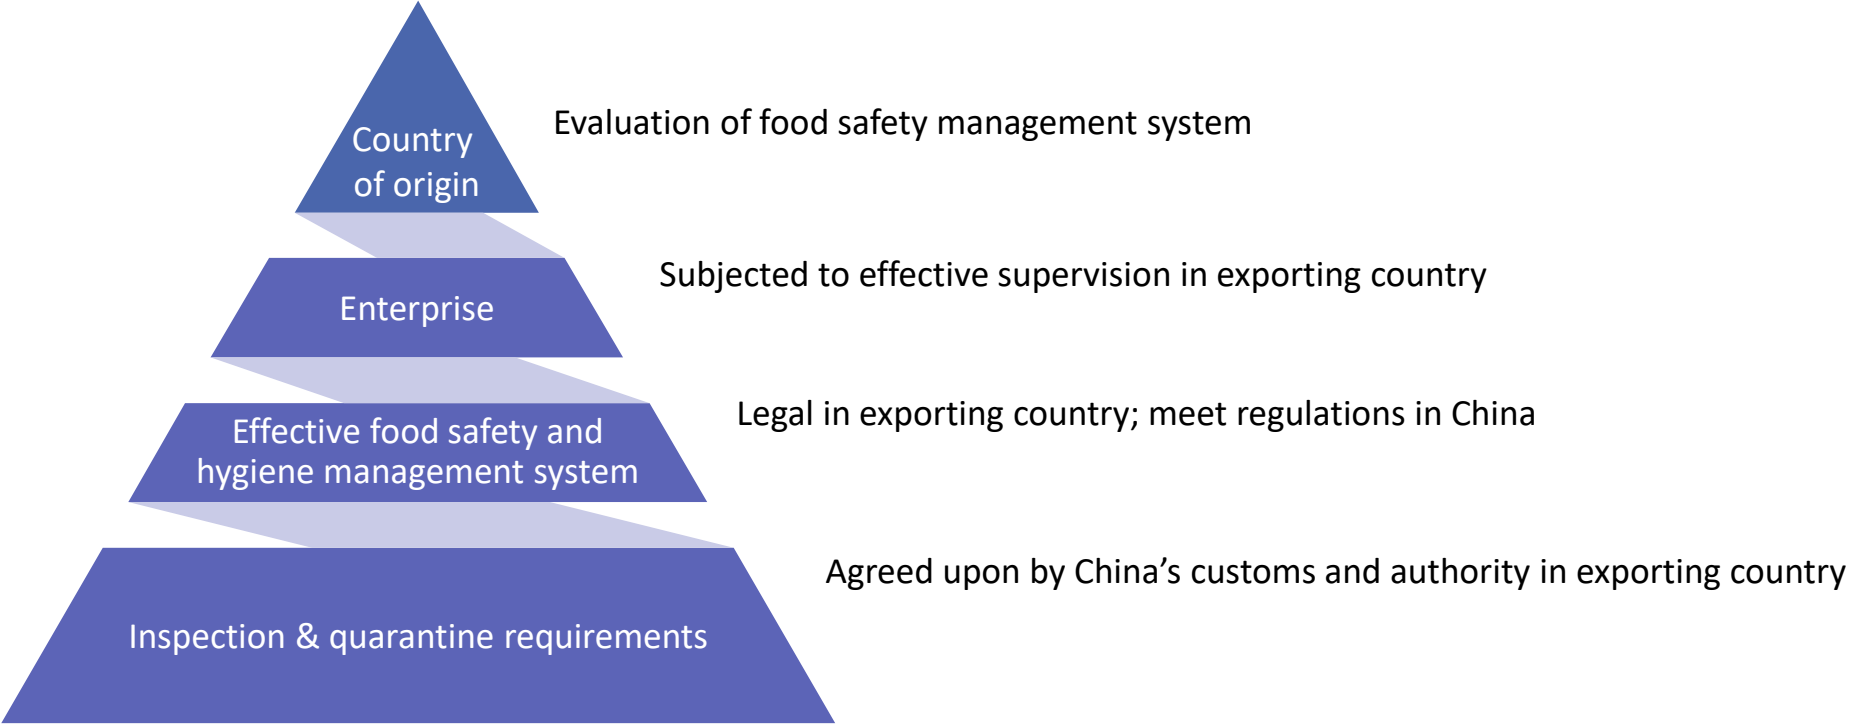 Country
of origin
Evaluation of food safety management system
Enterprise
Subjected to effective supervision in exporting country
Effective food safety and
hygiene management system
Legal in exporting country; meet regulations in China
Inspection & quarantine requirements
Agreed upon by China’s customs and authority in exporting country